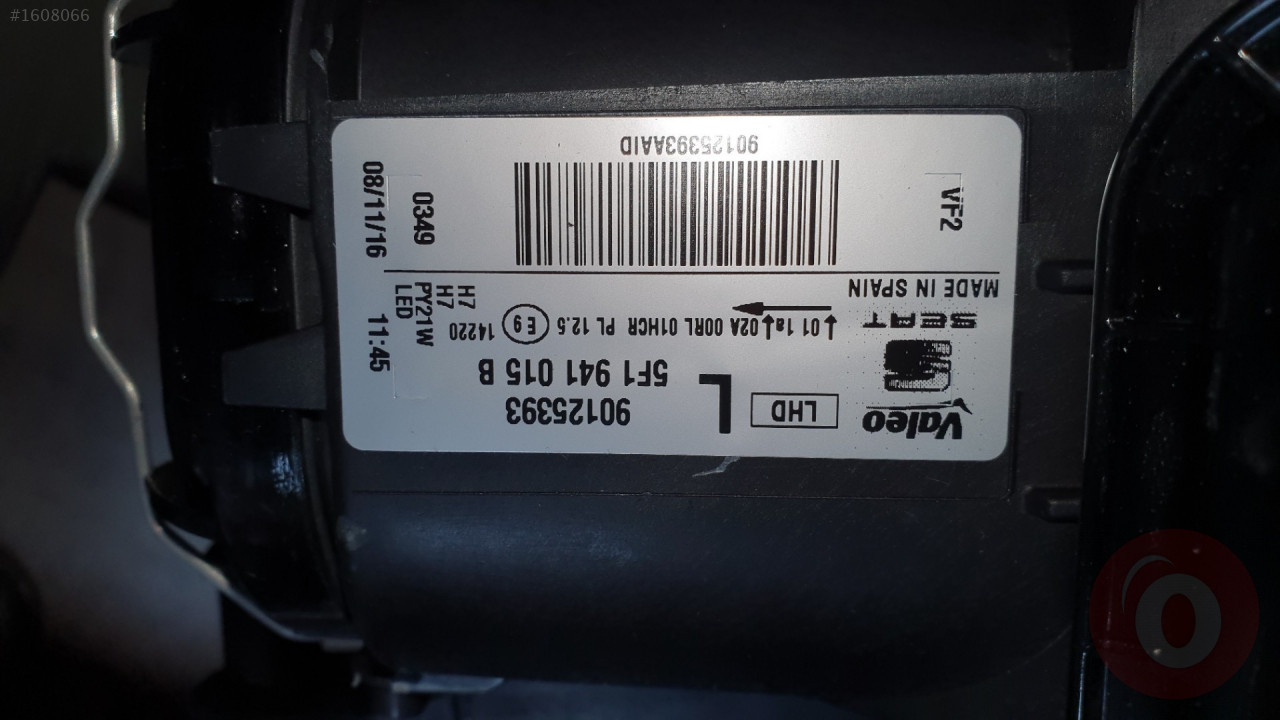 #1608066
Valeo
LHD
L
90125393
5F1 941 015 B
SEAT
01 1a 02A 00RL 01HCR PL 12.5
E9
14220
H7
H7
PY21W
LED
MADE IN SPAIN
11:45
VF2
0349
08/11/16
90125393AAID
O